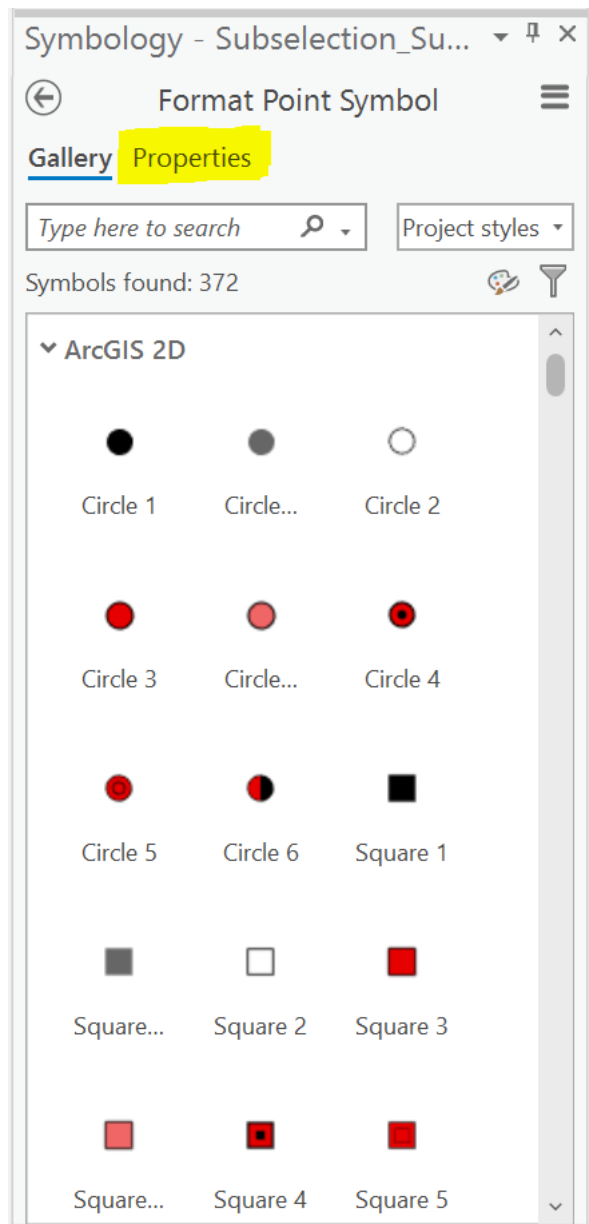 Symbology - Subselection_Su...
Format Point Symbol
Gallery Properties
Type here to search Project styles
Symbols found: 372
ArcGIS 2D
Circle 1 Circle... Circle 2
Circle 3 Circle... Circle 4
Circle 5 Circle 6 Square 1
Square... Square 2 Square 3
Square... Square 4 Square 5